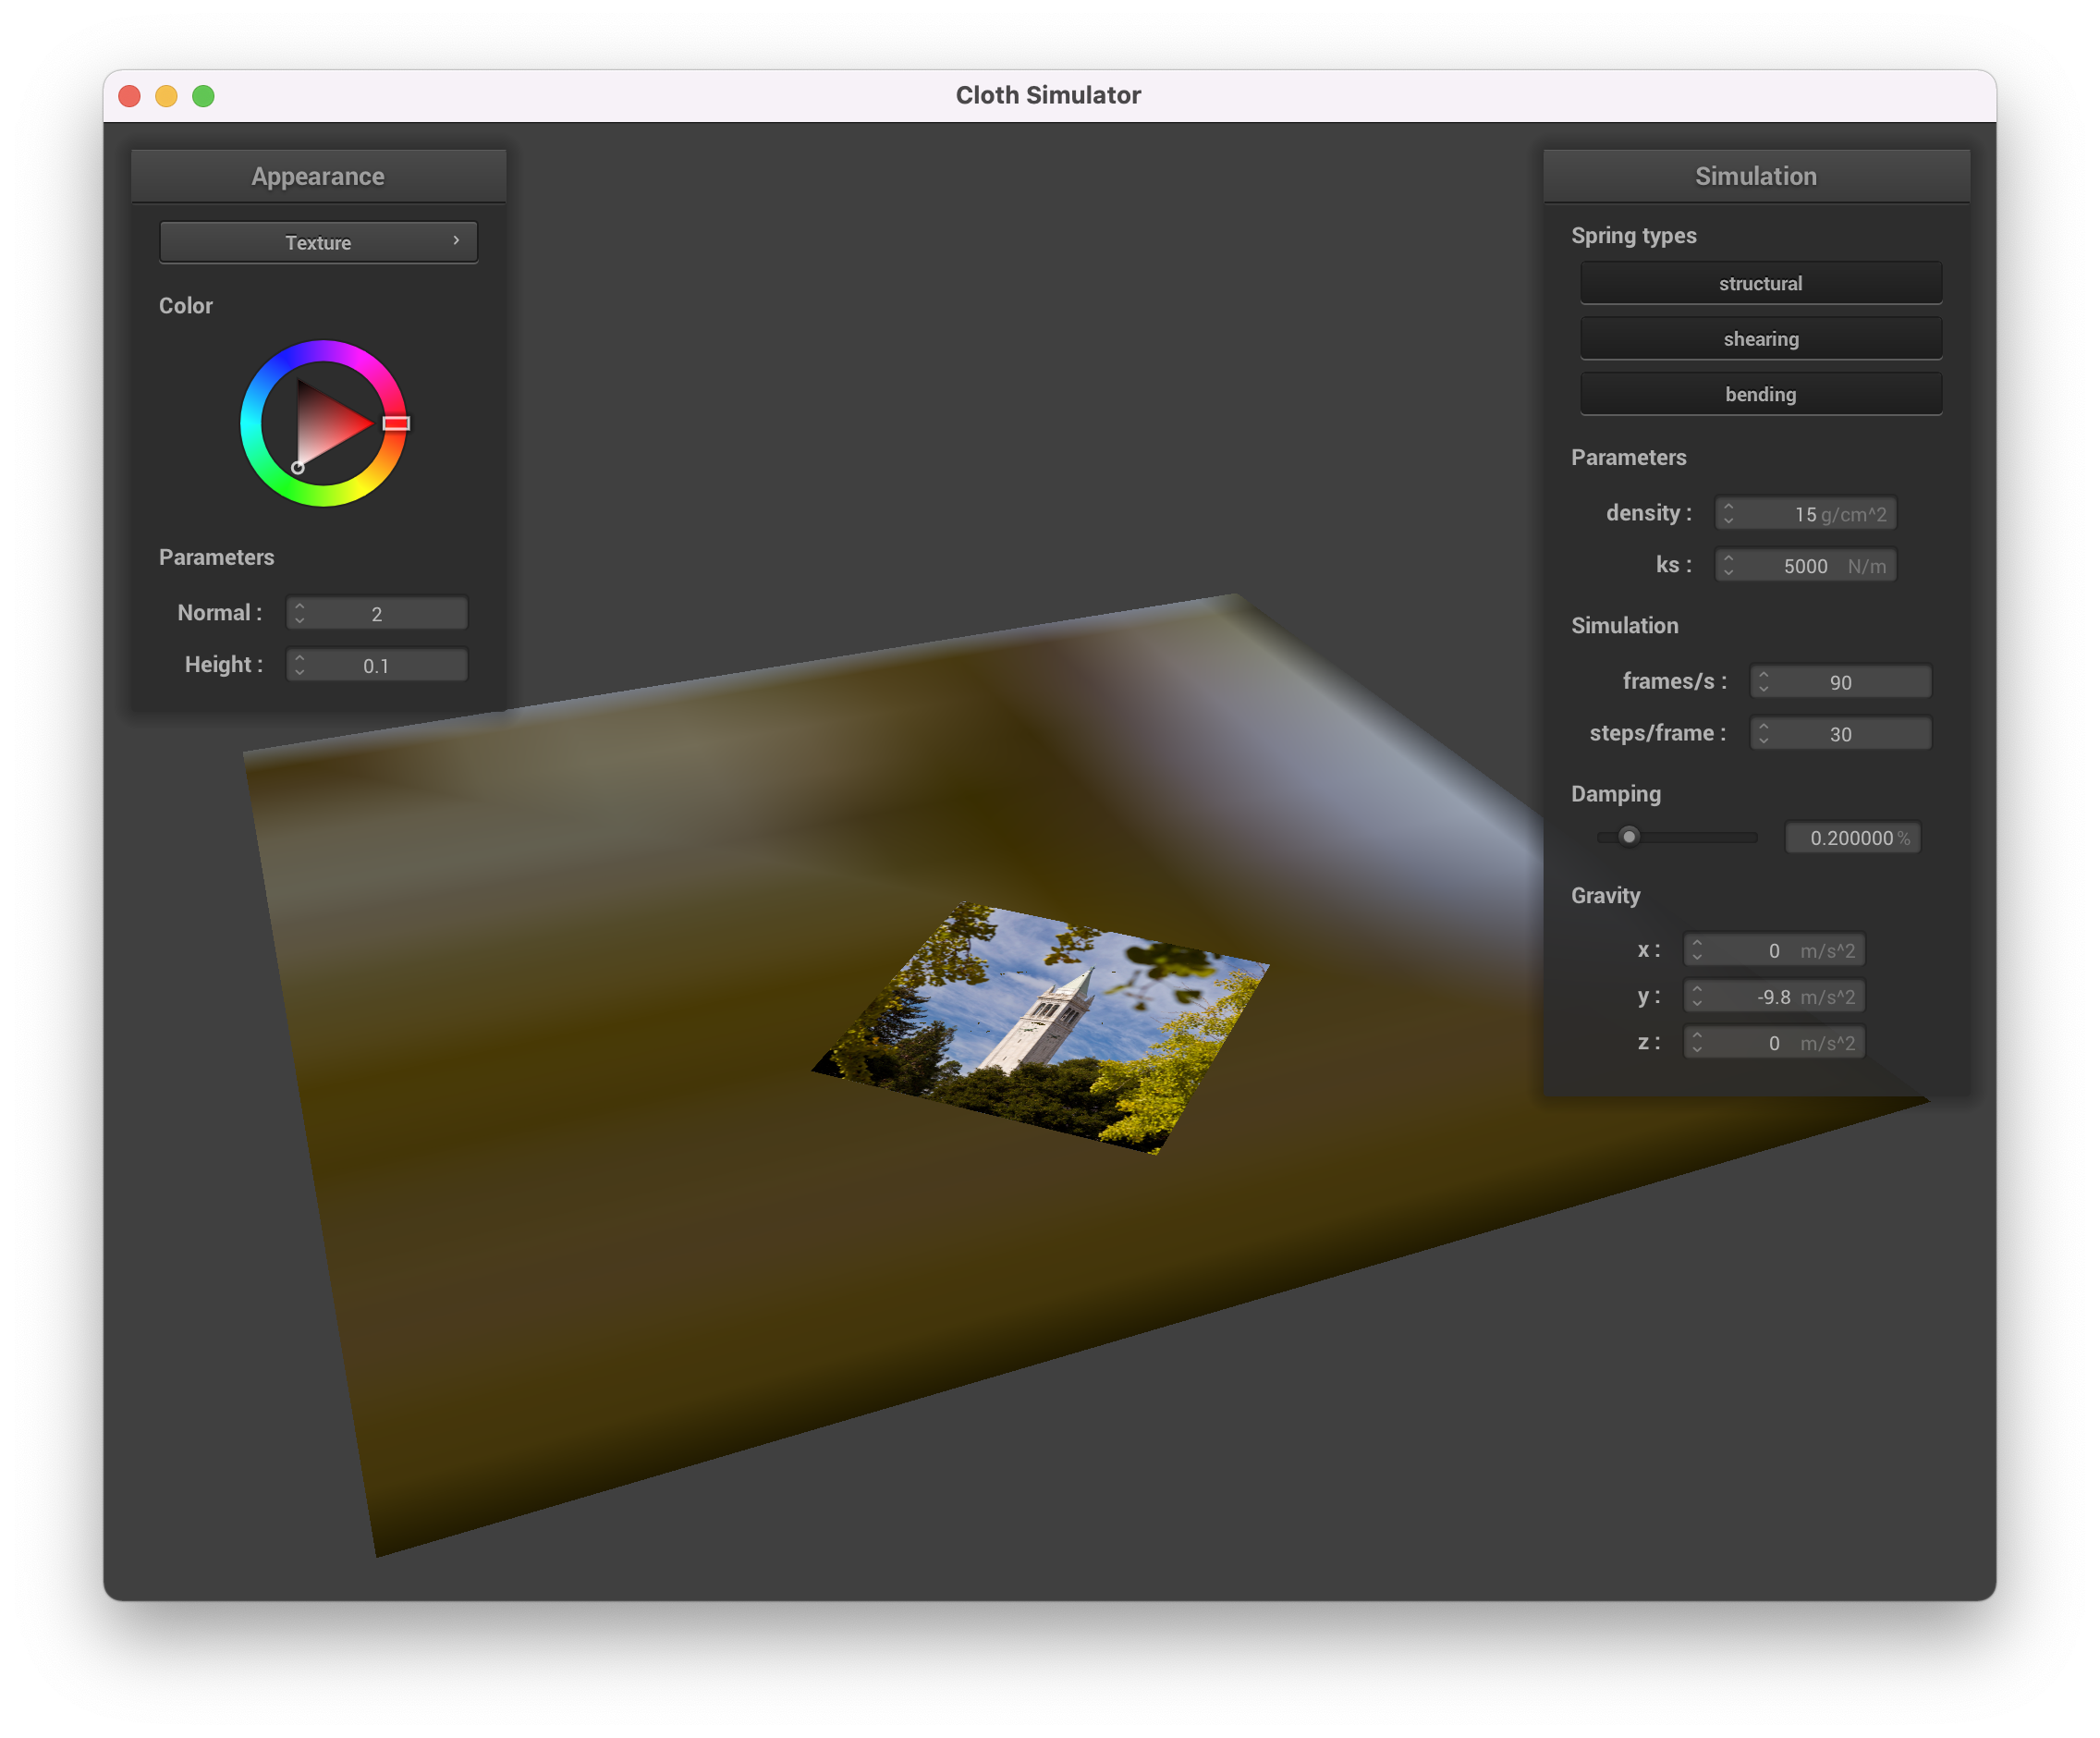 Cloth Simulator
Appearance
Texture
Color
Parameters
Normal : 2
Height : 0.1
Simulation
Spring types
structural
shearing
bending
Parameters
density : 15 g/cm^2
ks : 5000 N/m
Simulation
frames/s : 90
steps/frame : 30
Damping
0.200000 %
Gravity
x : 0 m/s^2
y : -9.8 m/s^2
z : 0 m/s^2